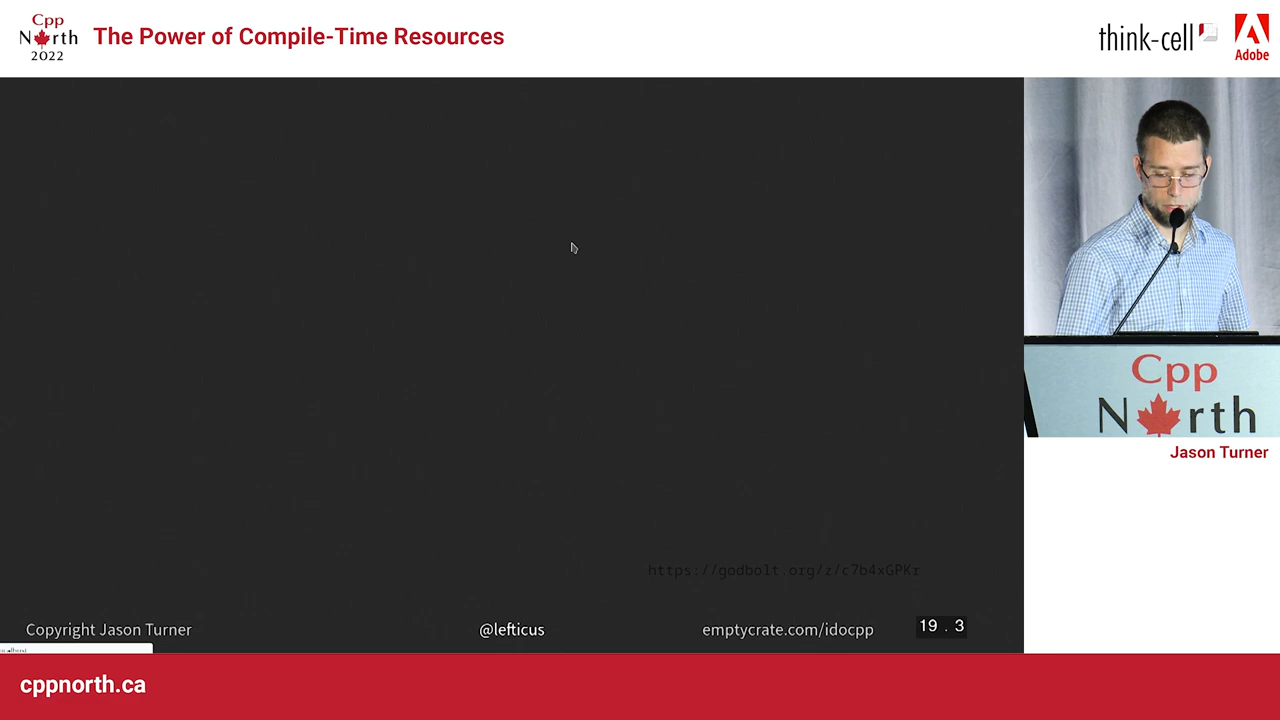 Cpp
North
2022
The Power of Compile-Time Resources
think-cell
Adobe
https://godbolt.org/z/c7b4xGPKr
Copyright Jason Turner
@lefticus
emptycrate.com/idocpp
19 . 3
Cpp
North
Jason Turner
cppnorth.ca